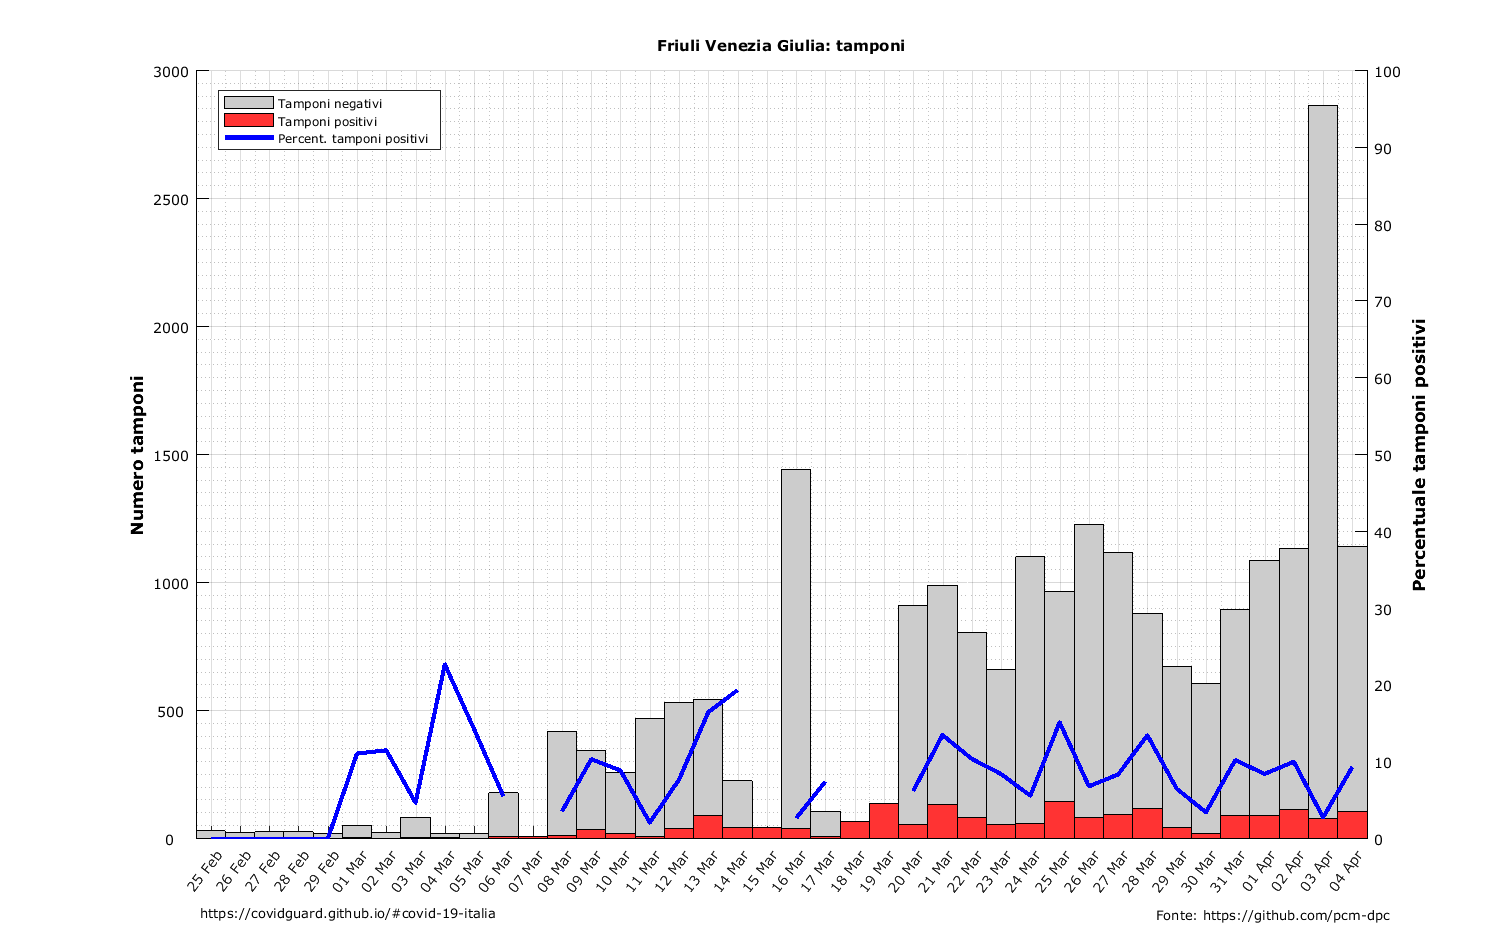 Friuli Venezia Giulia: tamponi
Tamponi negativi
Tamponi positivi
Percent. tamponi positivi
Numero tamponi
3000
2500
2000
1500
1000
500
0
Percentuale tamponi positivi
100
90
80
70
60
50
40
30
20
10
0
25 Feb
26 Feb
27 Feb
28 Feb
29 Feb
01 Mar
02 Mar
03 Mar
04 Mar
05 Mar
06 Mar
07 Mar
08 Mar
09 Mar
10 Mar
11 Mar
12 Mar
13 Mar
14 Mar
15 Mar
16 Mar
17 Mar
18 Mar
19 Mar
20 Mar
21 Mar
22 Mar
23 Mar
24 Mar
25 Mar
26 Mar
27 Mar
28 Mar
29 Mar
30 Mar
31 Mar
01 Apr
02 Apr
03 Apr
04 Apr
https://covidguard.github.io/#covid-19-italia
Fonte: https://github.com/pcm-dpc